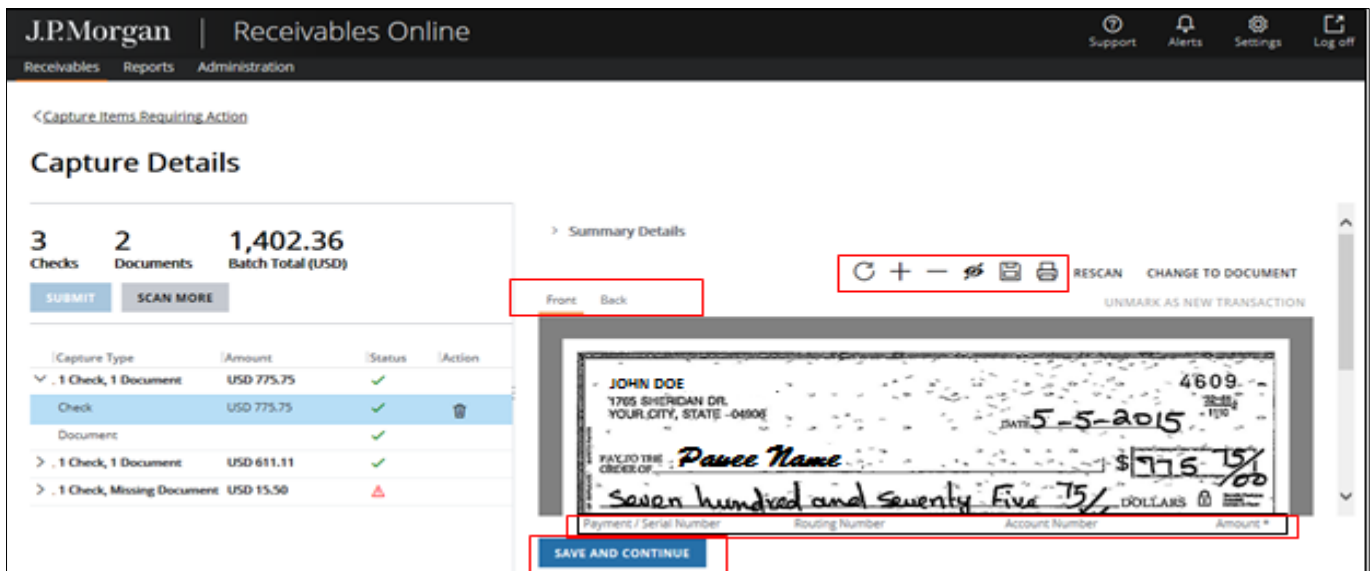 J.P.Morgan | Receivables Online
Support Alerts Settings Log off
Receivables Reports Administration
<Capture Items Requiring Action
Capture Details
3 2 1,402.36
Checks Documents Batch Total (USD)
SUBMIT SCAN MORE
Capture Type Amount Status Action
. 1 Check, 1 Document USD 775.75
Check USD 775.75
Document
. 1 Check, 1 Document USD 611.11
. 1 Check, Missing Document USD 15.50
> Summary Details
RESCAN CHANGE TO DOCUMENT
Front Back
UNMARK AS NEW TRANSACTION
JOHN DOE 4609
1765 SHERIDAN DR.
YOUR CITY, STATE -04906
DATE 5-5-2015
PAY TO THE ORDER OF Payee Name $ 775 75/00
Seven hundred and seventy Five 75/ DOLLARS
Payment / Serial Number Routing Number Account Number Amount *
SAVE AND CONTINUE